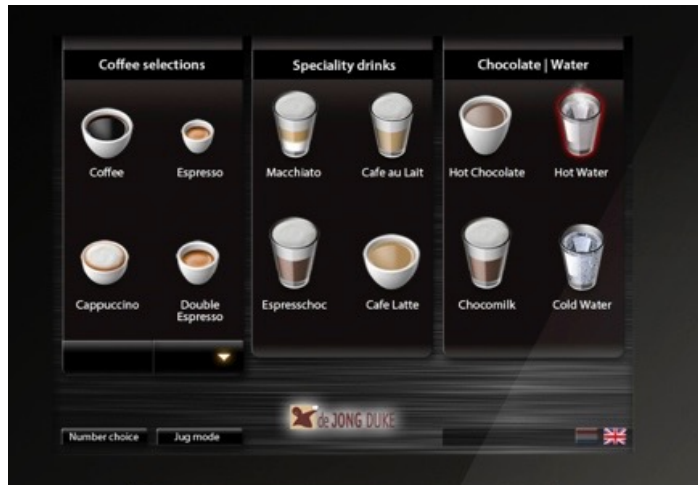 Coffee selections
Speciality drinks
Chocolate | Water
Coffee
Espresso
Macchiato
Cafe au Lait
Hot Chocolate
Hot Water
Cappuccino
Double
Espresso
Espresschoc
Cafe Latte
Chocomilk
Cold Water
de JONG DUKE
Number choice
Jug mode